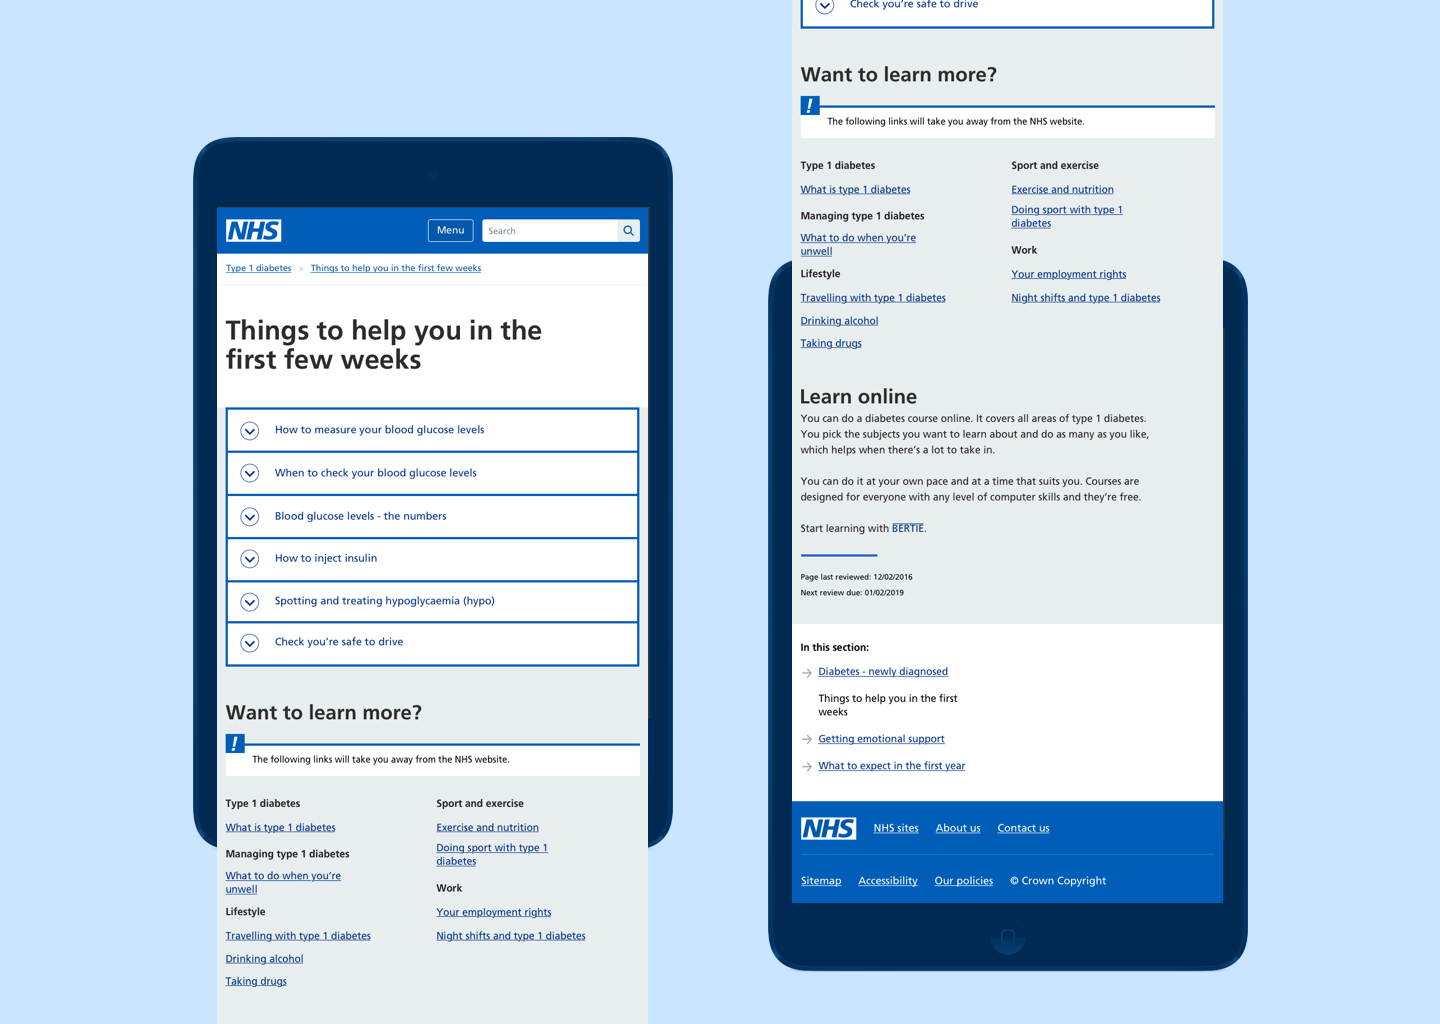 NHS
Menu
Search
Type 1 diabetes
Things to help you in the first few weeks
Things to help you in the
first few weeks
How to measure your blood glucose levels
When to check your blood glucose levels
Blood glucose levels - the numbers
How to inject insulin
Spotting and treating hypoglycaemia (hypo)
Check you're safe to drive
Want to learn more?
!
The following links will take you away from the NHS website.
Type 1 diabetes
What is type 1 diabetes
Managing type 1 diabetes
What to do when you're
unwell
Lifestyle
Travelling with type 1 diabetes
Drinking alcohol
Taking drugs
Sport and exercise
Exercise and nutrition
Doing sport with type 1
diabetes
Work
Your employment rights
Night shifts and type 1 diabetes
Check you're safe to drive
Want to learn more?
!
The following links will take you away from the NHS website.
Type 1 diabetes
What is type 1 diabetes
Managing type 1 diabetes
What to do when you're
unwell
Lifestyle
Travelling with type 1 diabetes
Drinking alcohol
Taking drugs
Sport and exercise
Exercise and nutrition
Doing sport with type 1
diabetes
Work
Your employment rights
Night shifts and type 1 diabetes
Learn online
You can do a diabetes course online. It covers all areas of type 1 diabetes.
You pick the subjects you want to learn about and do as many as you like,
which helps when there's a lot to take in.
You can do it at your own pace and at a time that suits you. Courses are
designed for everyone with any level of computer skills and they're free.
Start learning with BERTIE.
Page last reviewed: 12/02/2016
Next review due: 01/02/2019
In this section:
Diabetes - newly diagnosed
Things to help you in the first
weeks
Getting emotional support
What to expect in the first year
NHS
NHS sites
About us
Contact us
Sitemap
Accessibility
Our policies
© Crown Copyright